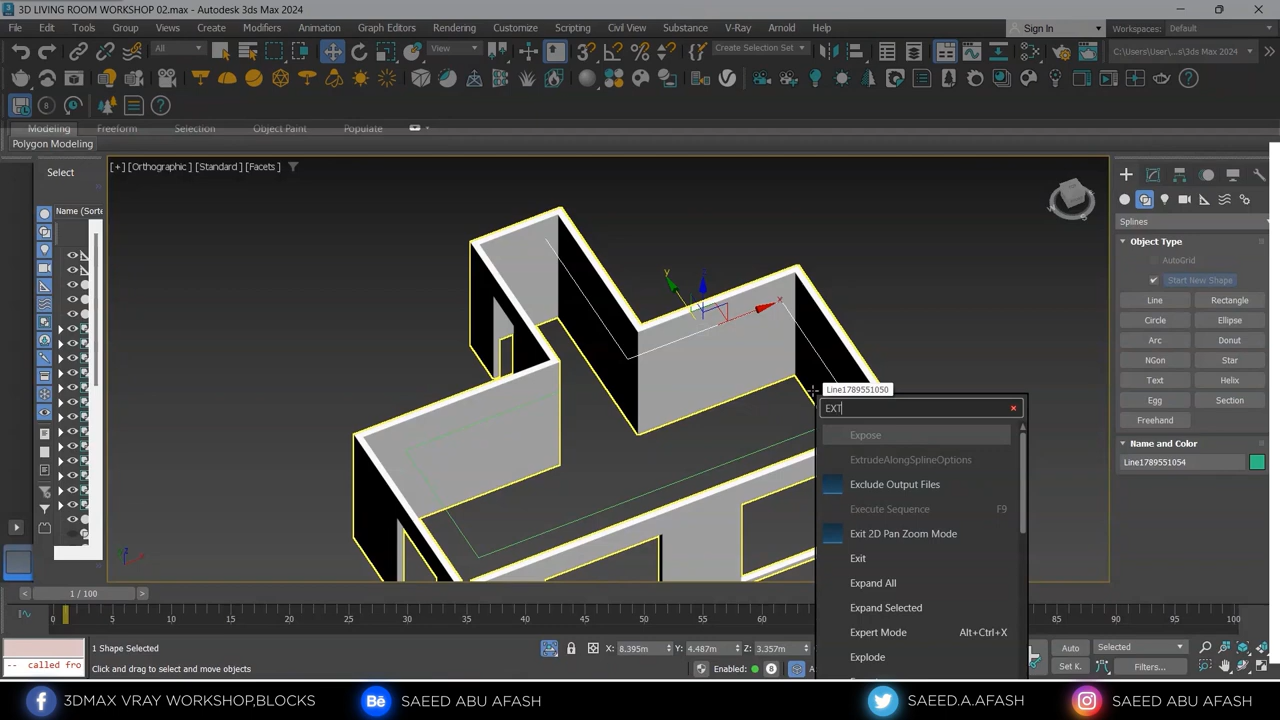 3D LIVING ROOM WORKSHOP 02.max - Autodesk 3ds Max 2024
File Edit Tools Group Views Create Modifiers Animation Graph Editors Rendering Customize Scripting Civil View Substance V-Ray Arnold Help Sign In Workspaces: Default
All View Create Selection Set C:\Users\User,...s\3ds Max 2024
Modeling Freeform Selection Object Paint Populate
Polygon Modeling
[+] [Orthographic ] [Standard ] [Facets ]
Select
Name (Sorte
Splines
Object Type
AutoGrid
Start New Shape
Line Rectangle
Circle Ellipse
Arc Donut
NGon Star
Text Helix
Egg Section
Freehand
Name and Color
Line1789551054
y
x
Line1789551050
EXT
Expose
ExtrudeAlongSplineOptions
Exclude Output Files
Execute Sequence F9
Exit 2D Pan Zoom Mode
Exit
Expand All
Expand Selected
Expert Mode Alt+Ctrl+X
Explode
1 / 100
0 5 10 15 20 25 30 35 40 45 50 55 60 85 90 95 100
1 Shape Selected
X: 8.395m Y: 4.487m Z: 3.357m
Auto Selected
-- called fro
Click and drag to select and move objects
Enabled:
Set K. Filters...
3DMAX VRAY WORKSHOP,BLOCKS SAEED ABU AFASH SAEED.A.AFASH SAEED ABU AFASH